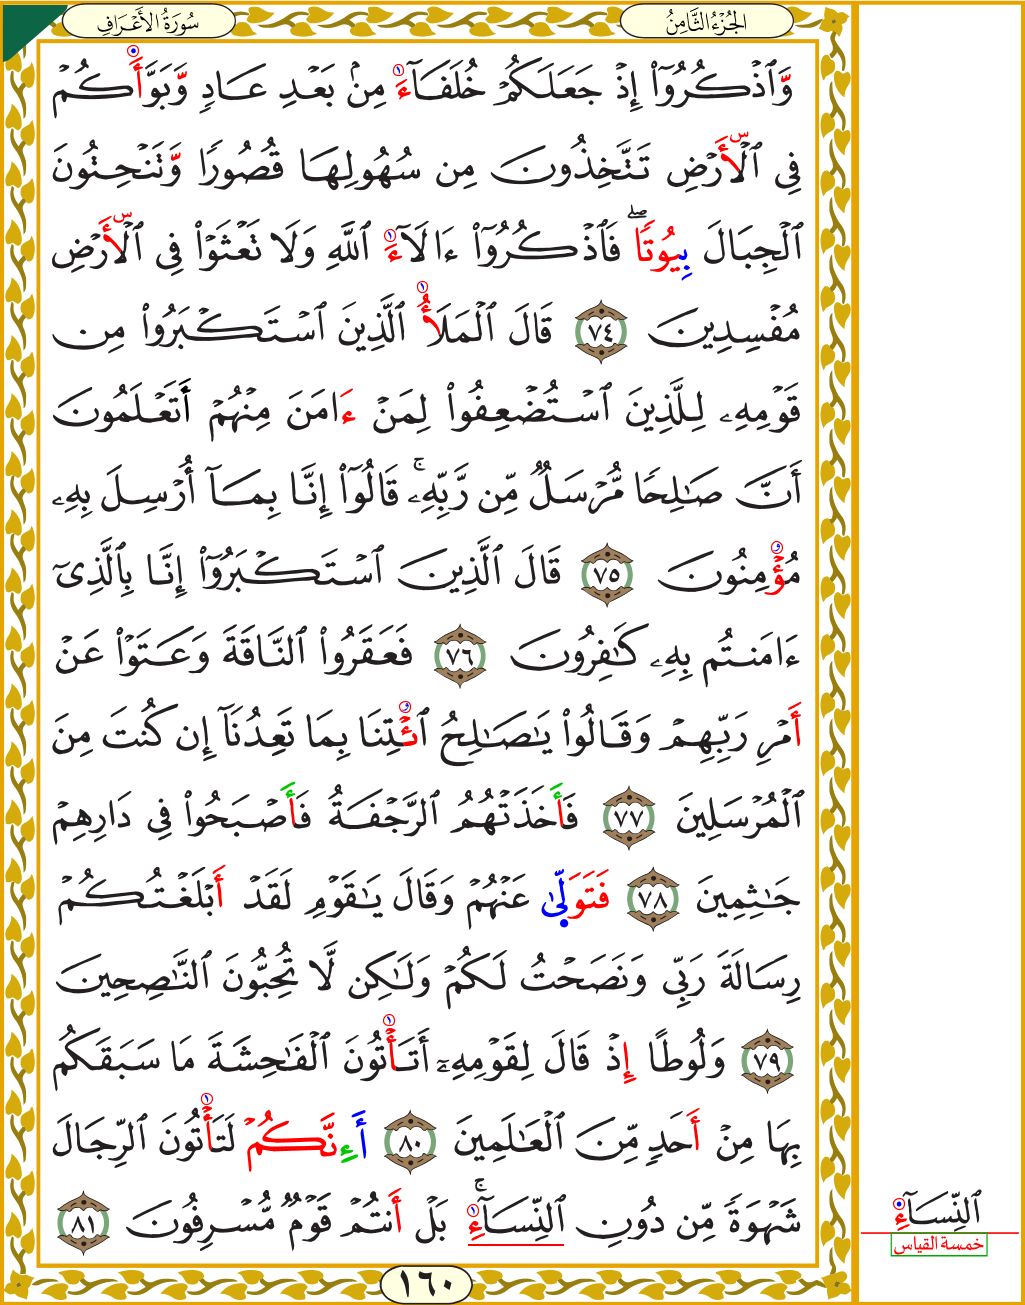 الجُزْءُ الثَّامِنُ
سُورَةُ الأَعْرَافِ
وَّٱذْكُرُوٓا۟ إِذْ جَعَلَكُمْ خُلَفَآءَ مِنۢ بَعْدِ عَادٍ وَّبَوَّأَكُمْ
فِى ٱلْأَرْضِ تَتَّخِذُونَ مِن سُهُولِهَا قُصُورًا وَّتَنْحِتُونَ
ٱلْجِبَالَ بِيُوتًا ۖ فَٱذْكُرُوٓا۟ ءَالَآءَ ٱللَّهِ وَلَا تَعْثَوْا۟ فِى ٱلْأَرْضِ
مُفْسِدِينَ ٧٤ قَالَ ٱلْمَلَأُ ٱلَّذِينَ ٱسْتَكْبَرُوا۟ مِن
قَوْمِهِۦ لِلَّذِينَ ٱسْتُضْعِفُوا۟ لِمَنْ ءَامَنَ مِنْهُمْ أَتَعْلَمُونَ
أَنَّ صَٰلِحًا مُّرْسَلٌ مِّن رَّبِّهِۦ ۚ قَالُوٓا۟ إِنَّا بِمَآ أُرْسِلَ بِهِۦ
مُؤْمِنُونَ ٧٥ قَالَ ٱلَّذِينَ ٱسْتَكْبَرُوٓا۟ إِنَّا بِٱلَّذِىٓ
ءَامَنتُم بِهِۦ كَٰفِرُونَ ٧٦ فَعَقَرُوا۟ ٱلنَّاقَةَ وَعَتَوْا۟ عَنْ
أَمْرِ رَبِّهِمْ وَقَالُوا۟ يَٰصَٰلِحُ ٱئْتِنَا بِمَا تَعِدُنَآ إِن كُنتَ مِنَ
ٱلْمُرْسَلِينَ ٧٧ فَأَخَذَتْهُمُ ٱلرَّجْفَةُ فَأَصْبَحُوا۟ فِى دَارِهِمْ
جَٰثِمِينَ ٧٨ فَتَوَلَّىٰ عَنْهُمْ وَقَالَ يَٰقَوْمِ لَقَدْ أَبْلَغْتُكُمْ
رِسَالَةَ رَبِّى وَنَصَحْتُ لَكُمْ وَلَٰكِن لَّا تُحِبُّونَ ٱلنَّٰصِحِينَ
٧٩ وَلُوطًا إِذْ قَالَ لِقَوْمِهِۦٓ أَتَأْتُونَ ٱلْفَٰحِشَةَ مَا سَبَقَكُم
بِهَا مِنْ أَحَدٍ مِّنَ ٱلْعَٰلَمِينَ ٨٠ أَءِنَّكُمْ لَتَأْتُونَ ٱلرِّجَالَ
شَهْوَةً مِّن دُونِ ٱلنِّسَآءِ ۚ بَلْ أَنتُمْ قَوْمٌ مُّسْرِفُونَ ٨١
ٱلنِّسَآءِ
خمسة القياس
١٦٠